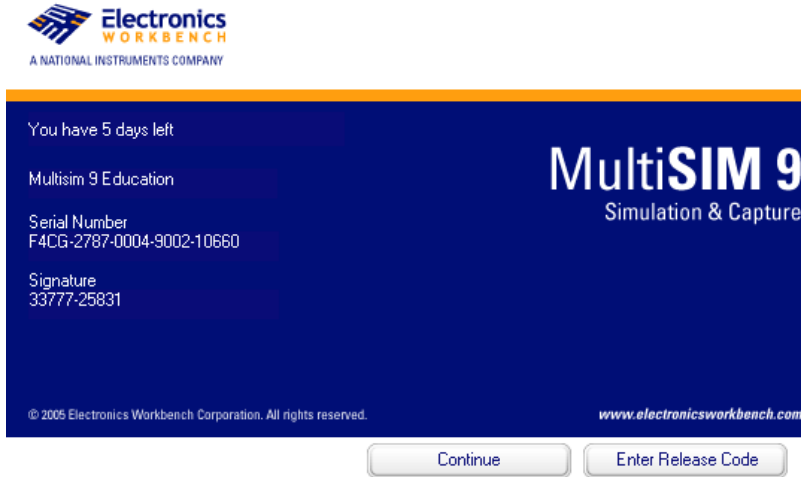 Electronics
WORKBENCH
A NATIONAL INSTRUMENTS COMPANY
You have 5 days left
MultiSIM 9
Simulation & Capture
Multisim 9 Education
Serial Number
F4CG-2787-0004-9002-10660
Signature
33777-25831
© 2005 Electronics Workbench Corporation. All rights reserved.
www.electronicsworkbench.com
Continue
Enter Release Code